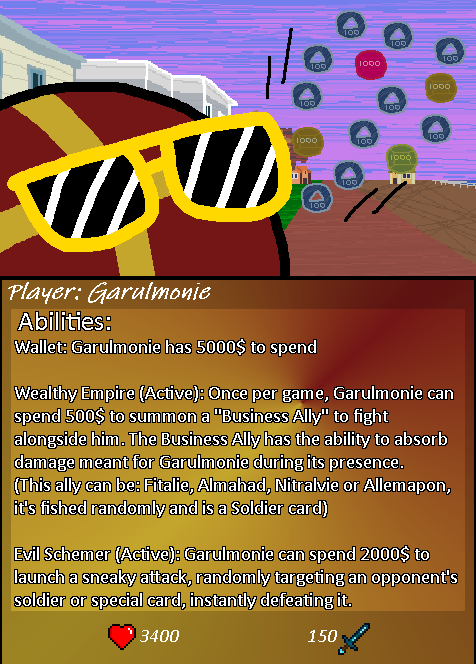 100
100
100
1000
100
1000
100
100
1000
100
100
1000
100
100
Player: Garulmonie
Abilities:
Wallet: Garulmonie has 5000$ to spend
Wealthy Empire (Active): Once per game, Garulmonie can
spend 500$ to summon a "Business Ally" to fight
alongside him. The Business Ally has the ability to absorb
damage meant for Garulmonie during its presence.
(This ally can be: Fitalie, Almahad, Nitralvie or Allemapon,
it's fished randomly and is a Soldier card)
Evil Schemer (Active): Garulmonie can spend 2000$ to
launch a sneaky attack, randomly targeting an opponent's
soldier or special card, instantly defeating it.
3400
150